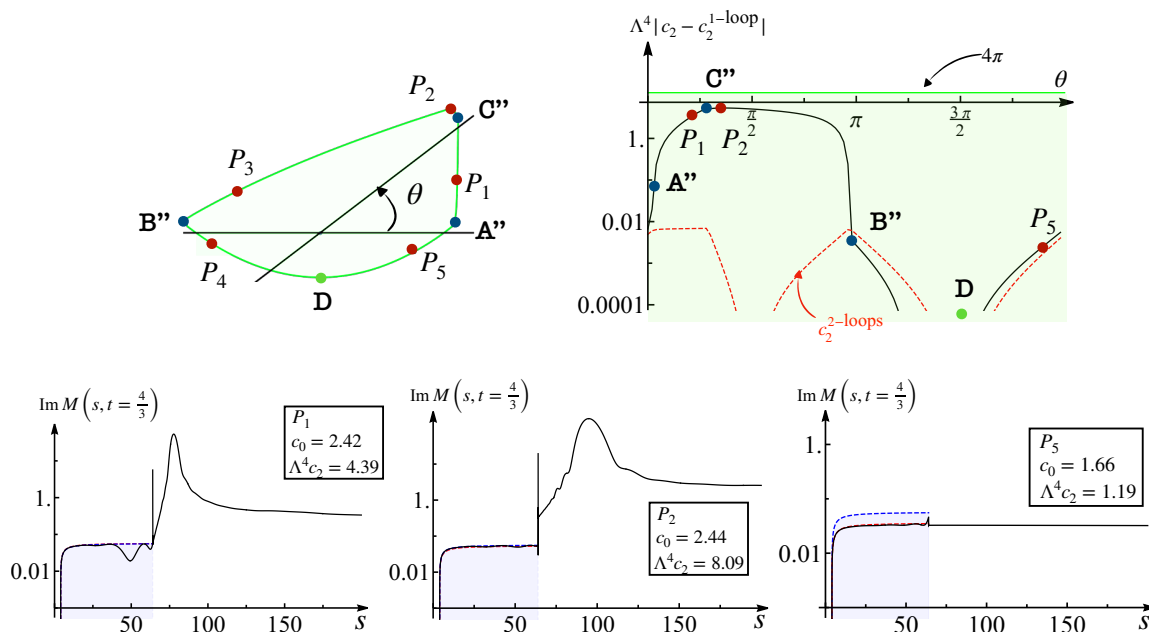 P₂
C"
P₃
P₁
θ
B"
A"
P₄
P₅
D
Λ⁴|c₂ − c₂^{1−loop}|
4π
C"
θ
π/2
π
3π/2
1.
P₁
P₂
A"
0.01
B"
P₅
D
0.0001
c₂^{2−loops}
Im M(s, t = 4/3)
P₁
c₀ = 2.42
Λ⁴c₂ = 4.39
1.
0.01
50
100
150
s
Im M(s, t = 4/3)
1.
P₂
c₀ = 2.44
Λ⁴c₂ = 8.09
0.01
50
100
150
s
Im M(s, t = 4/3)
1.
P₅
c₀ = 1.66
Λ⁴c₂ = 1.19
0.01
50
100
150
s